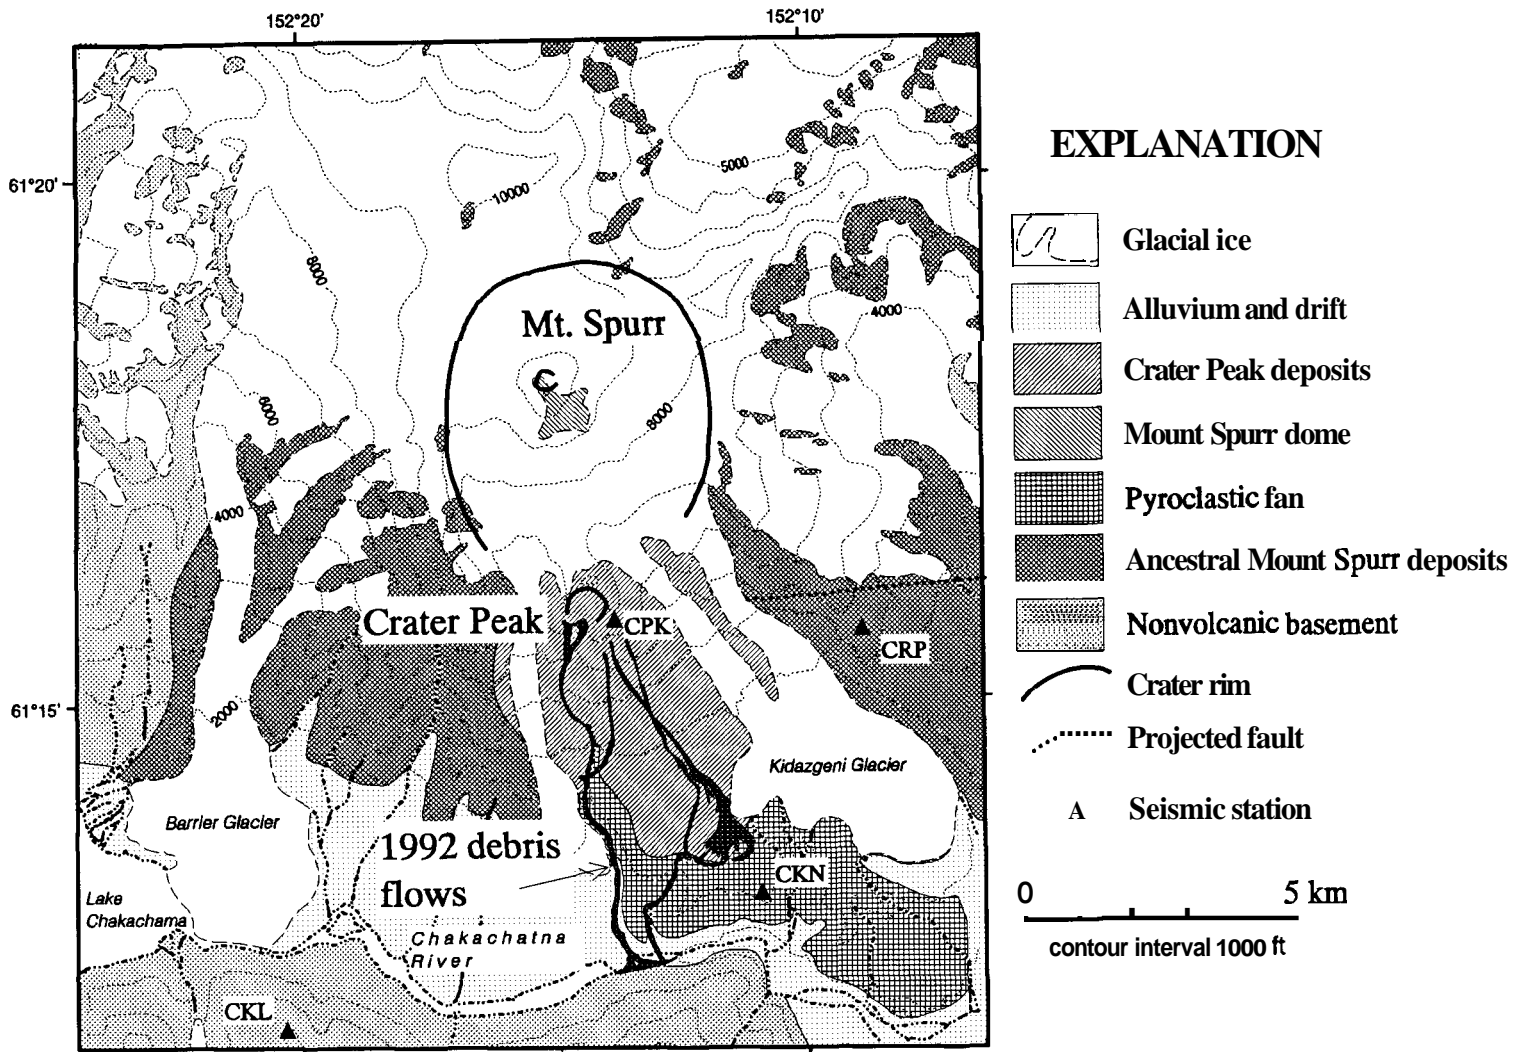 152°20'
152°10'
61°20'
61°15'
5000
10000
8000
4000
Mt. Spurr
6000
8000
4000
Crater Peak
CPK
CRP
2000
Kidazgeni Glacier
Barrier Glacier
1992 debris
flows
CKN
Lake
Chakachama
Chakachatna
River
CKL
EXPLANATION
Glacial ice
Alluvium and drift
Crater Peak deposits
Mount Spurr dome
Pyroclastic fan
Ancestral Mount Spurr deposits
Nonvolcanic basement
Crater rim
Projected fault
A Seismic station
0 5 km
contour interval 1000 ft